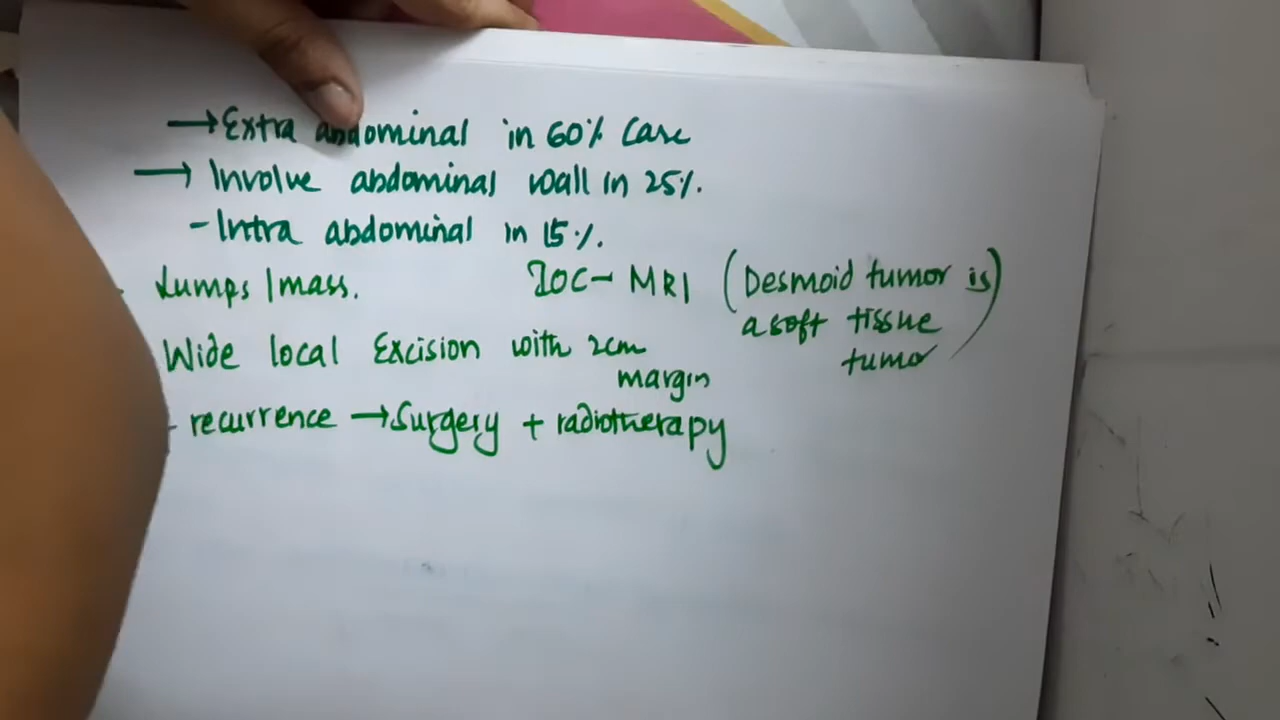 → Extra abdominal in 60% Case
→ Involve abdominal wall in 25%.
- Intra abdominal in 15%.
Lumps / mass. IOC - MRI (Desmoid tumor is
a soft tissue
tumor)
Wide local Excision with 2cm
margin
- recurrence → Surgery + radiotherapy